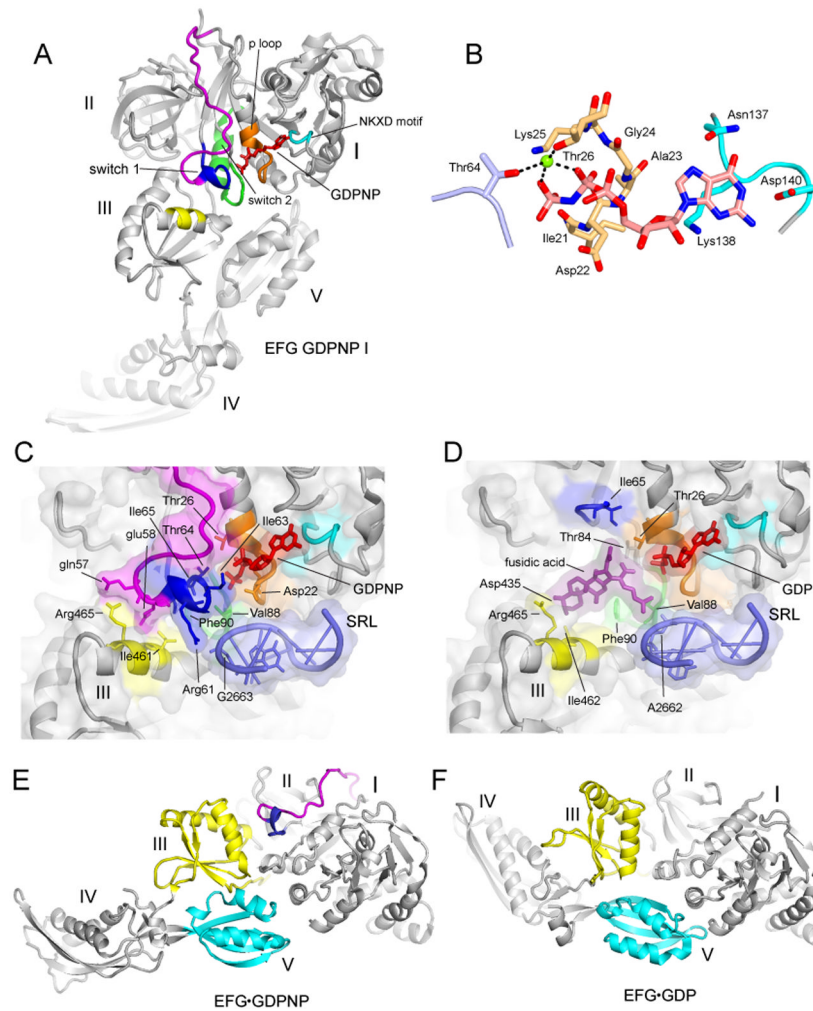 A
p loop
II
NKXD motif
I
switch 1
GDPNP
switch 2
III
V
EFG GDPNP I
IV
B
Asn137
Lys25
Gly24
Thr64
Thr26
Ala23
Asp140
Ile21
Lys138
Asp22
C
Thr26
Ile65
Ile63
Thr64
glu58
gln57
GDPNP
Asp22
Arg465
Val88
SRL
Phe90
Ile461
III
Arg61
G2663
D
Ile65
Thr26
Thr84
fusidic acid
GDP
Asp435
Arg465
Val88
SRL
Phe90
III
Ile462
A2662
E
II
I
III
IV
V
EFG•GDPNP
F
II
IV
I
III
V
EFG•GDP